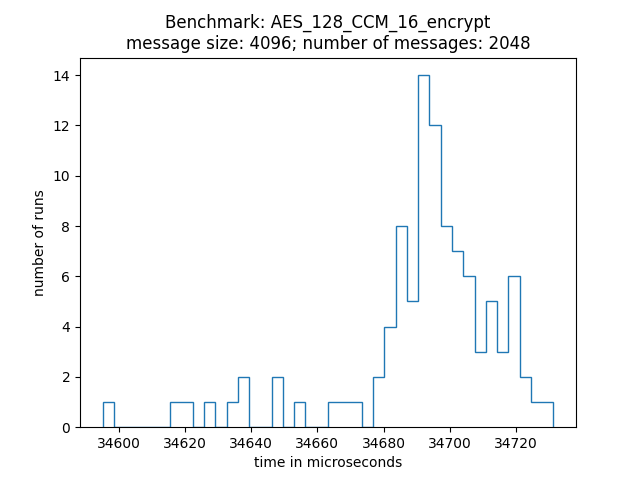 Benchmark: AES_128_CCM_16_encrypt
message size: 4096; number of messages: 2048
14
12
10
8
6
4
2
0
number of runs
34600 34620 34640 34660 34680 34700 34720
time in microseconds